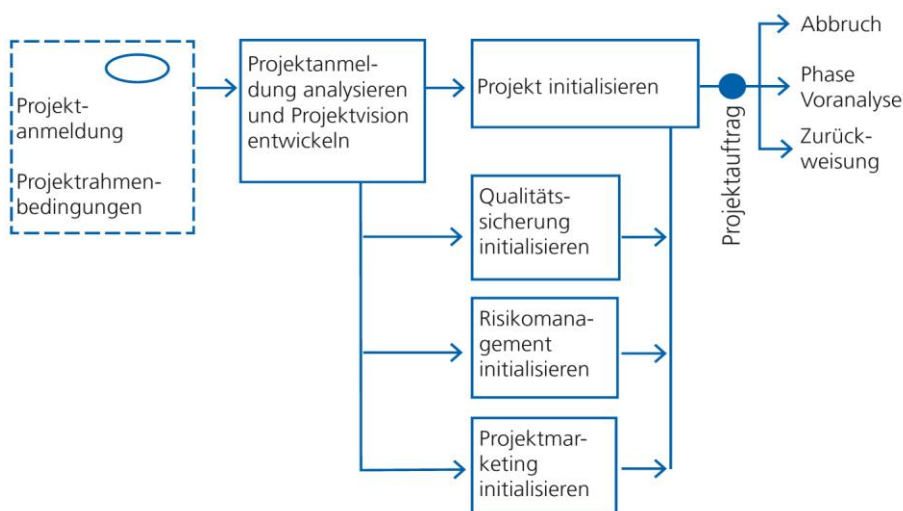 Projekt-
anmeldung
Projektrahmen-
bedingungen
Projektanmel-
dung analysieren
und Projektvision
entwickeln
Projekt initialisieren
Qualitäts-
sicherung
initialisieren
Risikomana-
gement
initialisieren
Projektmar-
keting
initialisieren
Projektauftrag
Abbruch
Phase
Voranalyse
Zurück-
weisung